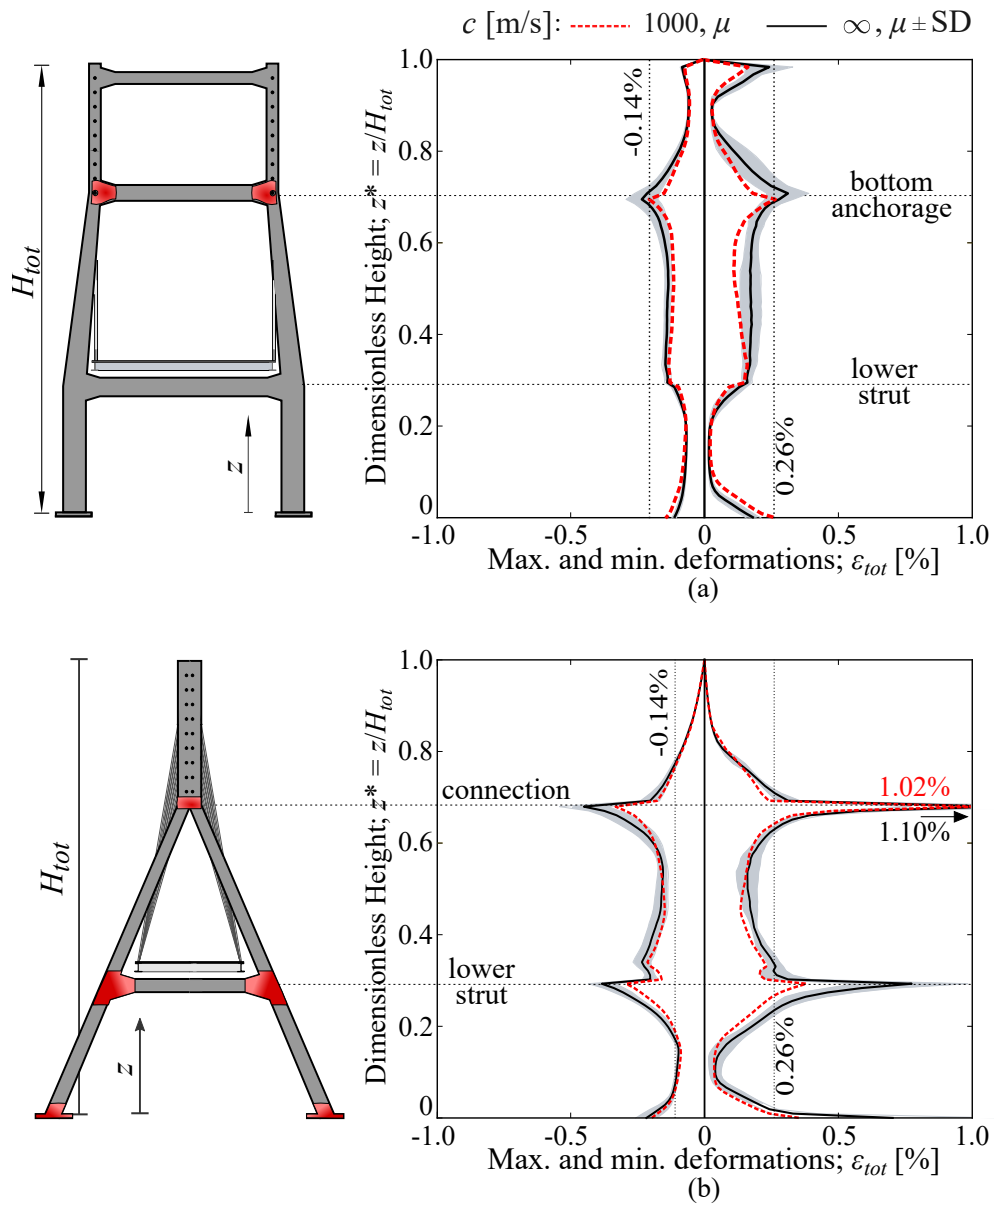 c [m/s]: 1000, μ ∞, μ ± SD
1.0
0.8
0.6
0.4
0.2
0
Dimensionless Height; z* = z/H_tot
-0.14%
0.26%
bottom
anchorage
lower
strut
H_tot
z
-1.0 -0.5 0 0.5 1.0
Max. and min. deformations; ε_tot [%]
(a)
1.0
0.8
0.6
0.4
0.2
0
Dimensionless Height; z* = z/H_tot
-0.14%
0.26%
connection
1.02%
1.10%
lower
strut
H_tot
z
-1.0 -0.5 0 0.5 1.0
Max. and min. deformations; ε_tot [%]
(b)